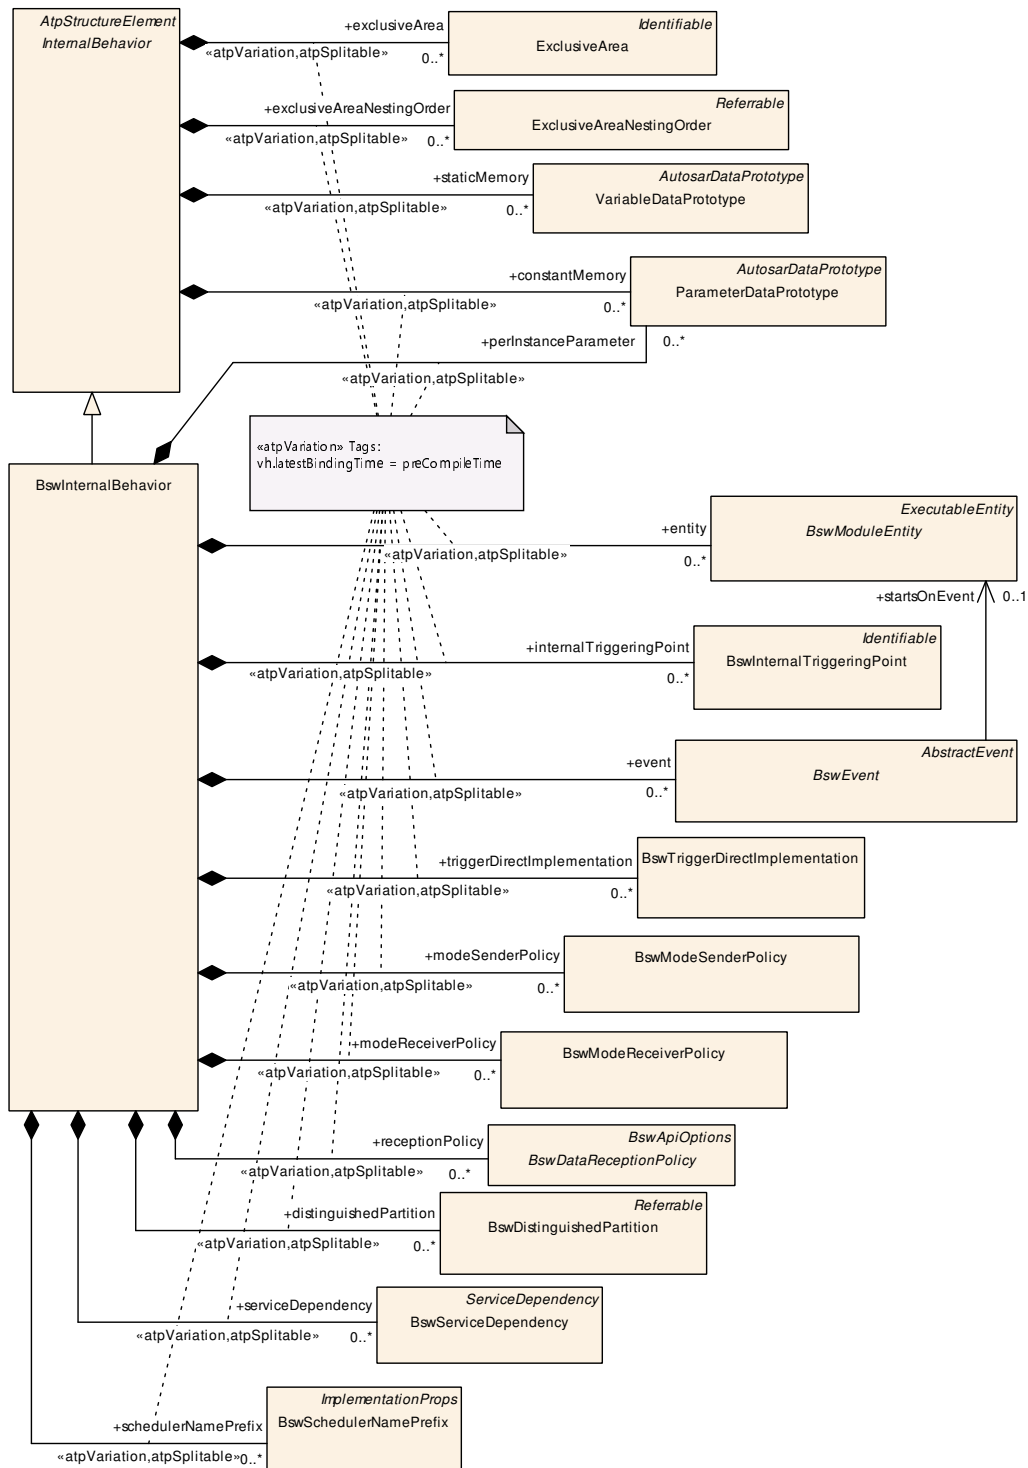 AtpStructureElement
InternalBehavior
+exclusiveArea
«atpVariation,atpSplitable»
0..*
Identifiable
ExclusiveArea
+exclusiveAreaNestingOrder
«atpVariation,atpSplitable»
0..*
Referrable
ExclusiveAreaNestingOrder
+staticMemory
«atpVariation,atpSplitable»
0..*
AutosarDataPrototype
VariableDataPrototype
+constantMemory
«atpVariation,atpSplitable»
0..*
AutosarDataPrototype
ParameterDataPrototype
+perInstanceParameter
0..*
«atpVariation,atpSplitable»
«atpVariation» Tags:
vh.latestBindingTime = preCompileTime
BswInternalBehavior
+entity
«atpVariation,atpSplitable»
0..*
ExecutableEntity
BswModuleEntity
+startsOnEvent
0..1
+internalTriggeringPoint
«atpVariation,atpSplitable»
0..*
Identifiable
BswInternalTriggeringPoint
+event
«atpVariation,atpSplitable»
0..*
AbstractEvent
BswEvent
+triggerDirectImplementation
«atpVariation,atpSplitable»
0..*
BswTriggerDirectImplementation
+modeSenderPolicy
«atpVariation,atpSplitable»
0..*
BswModeSenderPolicy
+modeReceiverPolicy
«atpVariation,atpSplitable»
0..*
BswModeReceiverPolicy
+receptionPolicy
«atpVariation,atpSplitable»
0..*
BswApiOptions
BswDataReceptionPolicy
+distinguishedPartition
«atpVariation,atpSplitable»
0..*
Referrable
BswDistinguishedPartition
+serviceDependency
«atpVariation,atpSplitable»
0..*
ServiceDependency
BswServiceDependency
+schedulerNamePrefix
«atpVariation,atpSplitable»
0..*
ImplementationProps
BswSchedulerNamePrefix